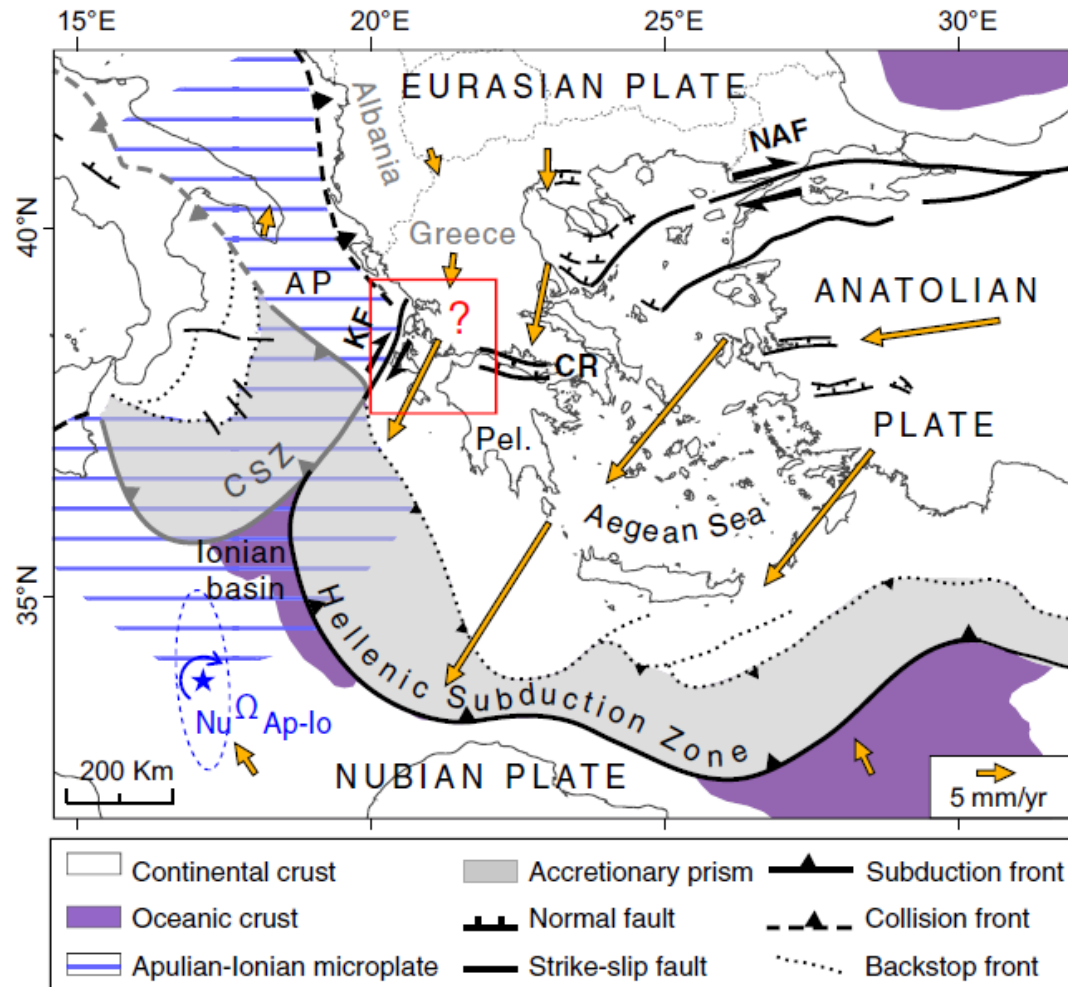 15°E 20°E 25°E 30°E
EURASIAN PLATE
Albania
NAF
40°N
Greece
AP
ANATOLIAN
?
KF
CR
PLATE
Pel.
CSZ
Aegean Sea
Ionian
basin
35°N
Hellenic Subduction Zone
Nu Ω Ap-Io
200 Km
NUBIAN PLATE
5 mm/yr
Continental crust
Accretionary prism
Subduction front
Oceanic crust
Normal fault
Collision front
Apulian-Ionian microplate
Strike-slip fault
Backstop front